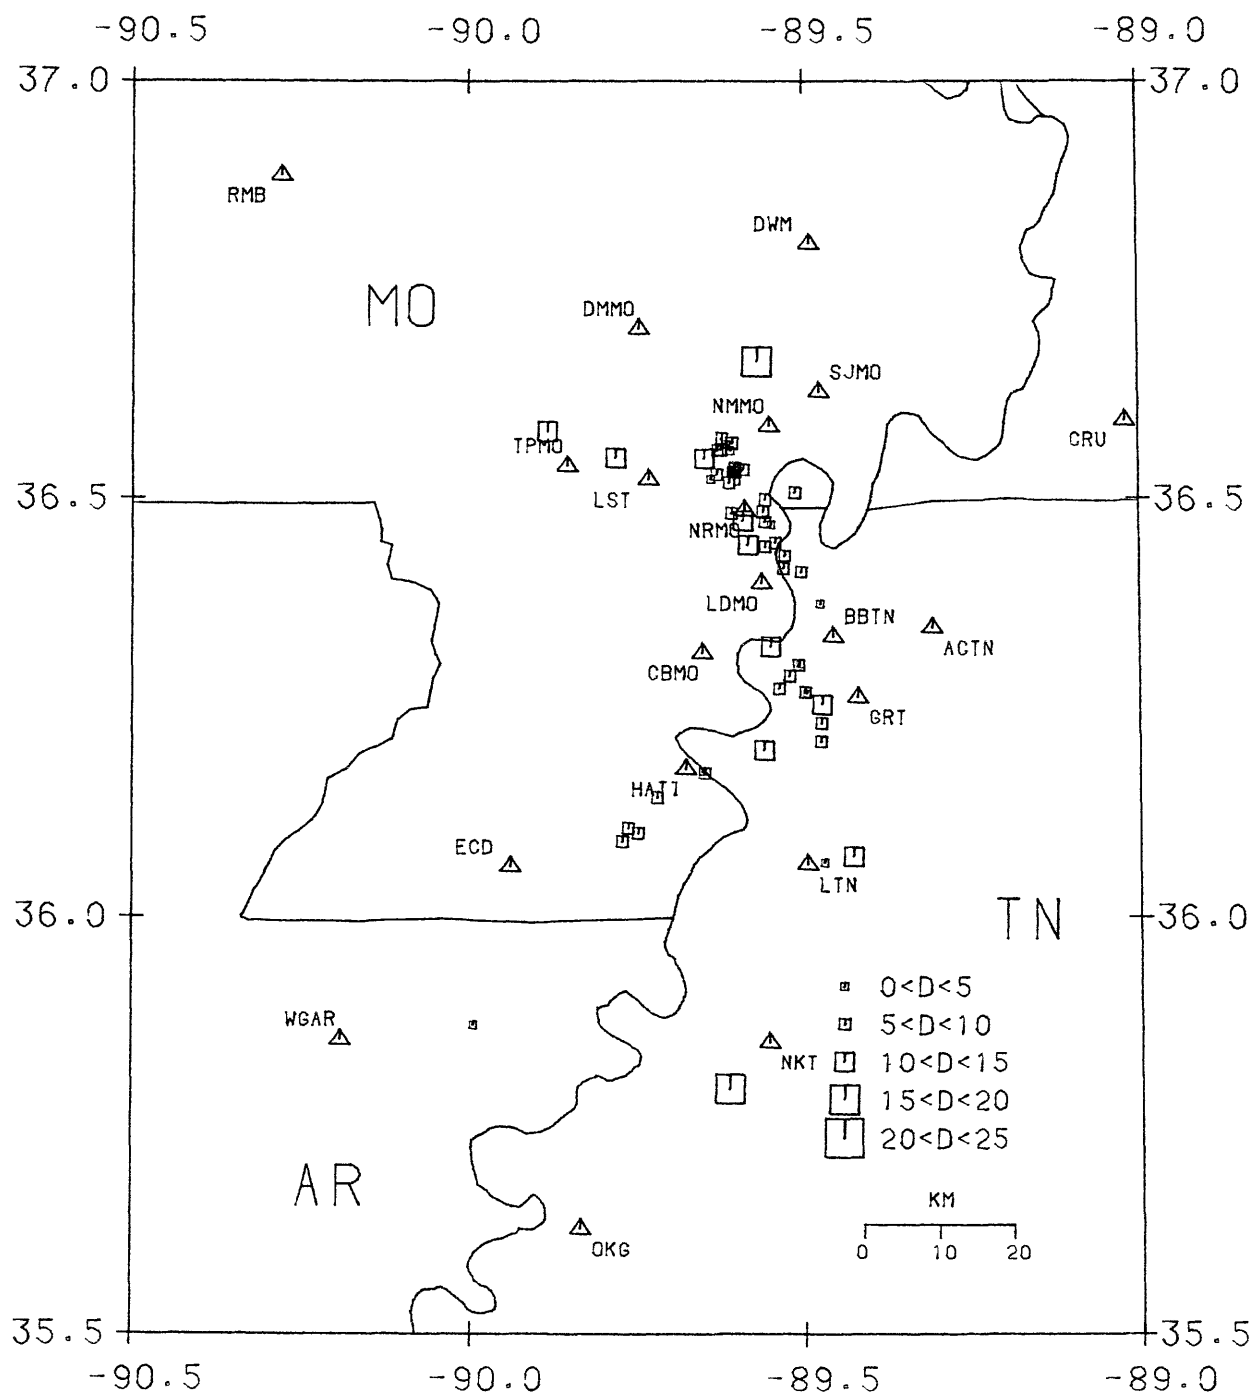 -90.5 -90.0 -89.5 -89.0
37.0 37.0
RMB
DWM
MO
DMMO
SJMO
NMMO
CRU
TPMO
LST
36.5 36.5
NRMO
LDMO
BBTN
ACTN
CBMO
GRT
HATI
ECD
LTN
36.0 36.0
TN
0<D<5
WGAR
5<D<10
NKT
10<D<15
15<D<20
20<D<25
AR
KM
OKG
0 10 20
35.5 35.5
-90.5 -90.0 -89.5 -89.0